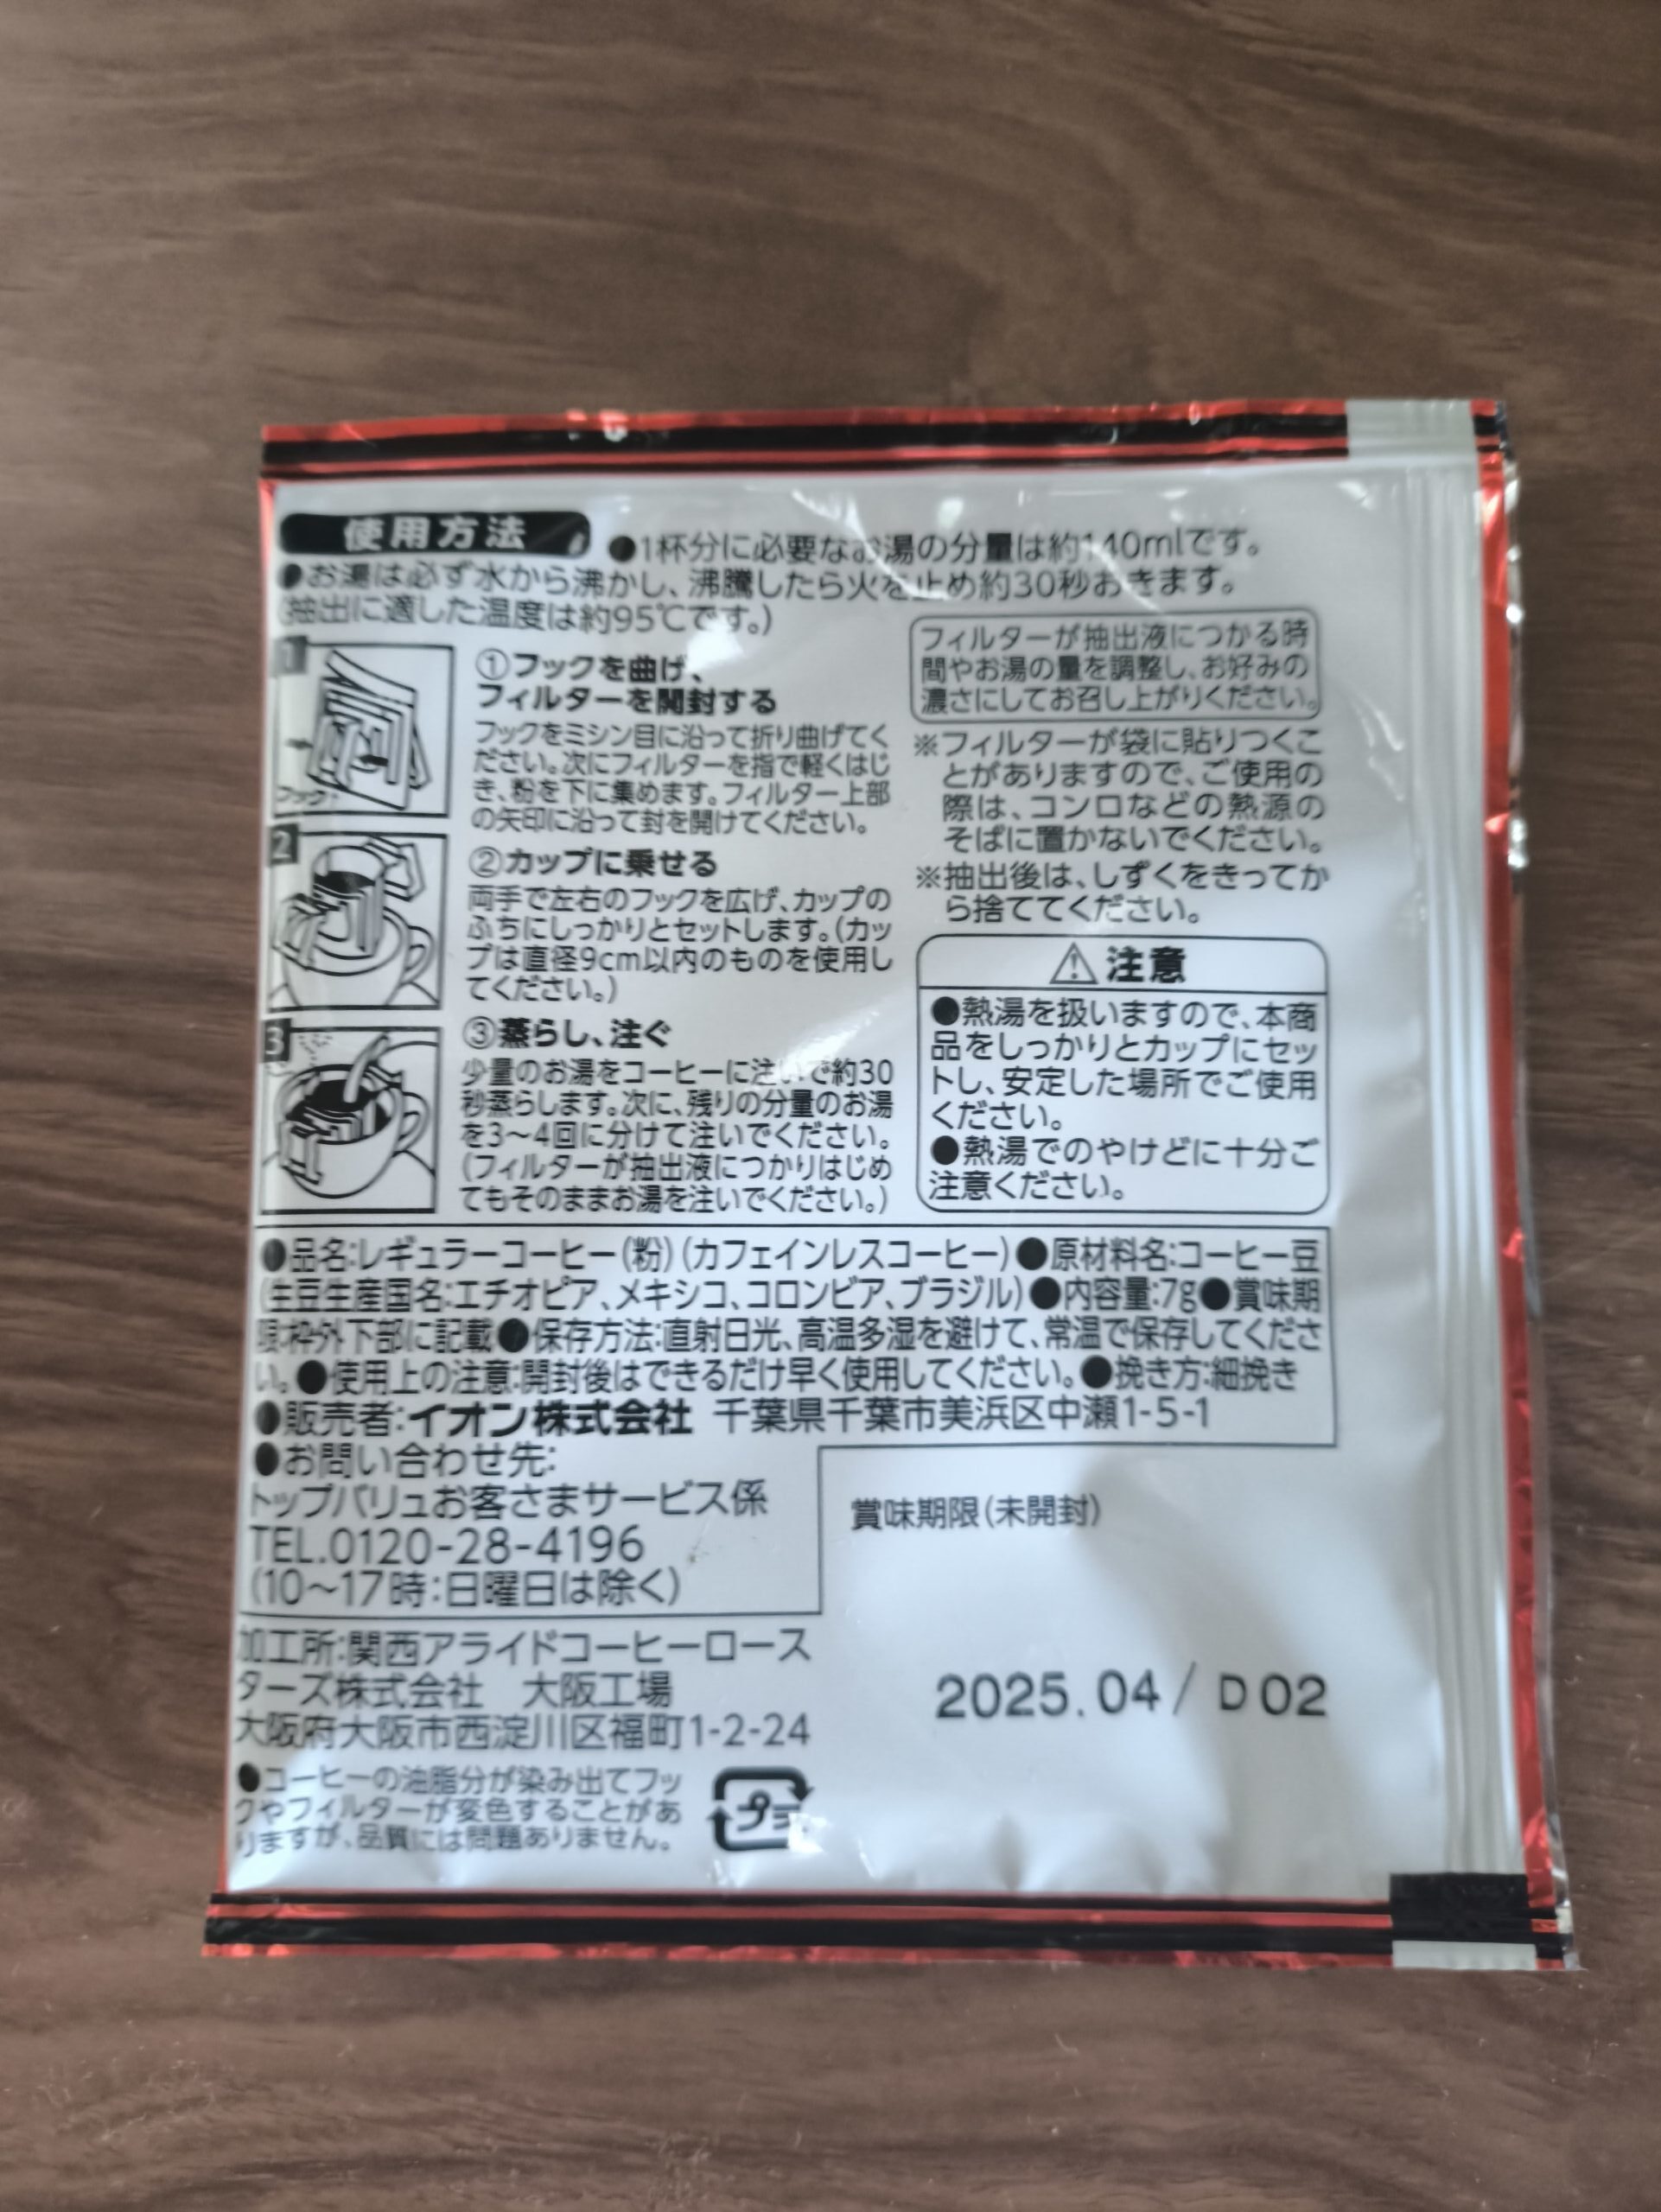 使用方法
●1杯分に必要なお湯の分量は約140mlです。
●お湯は必ず水から沸かし、沸騰したら火を止め約30秒おきます。
(抽出に適した温度は約95℃です。)
1
フック
①フックを曲げ、
フィルターを開封する
フックをミシン目に沿って折り曲げてく
ださい。次にフィルターを指で軽くはじ
き、粉を下に集めます。フィルター上部
の矢印に沿って封を開けてください。
2
②カップに乗せる
両手で左右のフックを広げ、カップの
ふちにしっかりとセットします。(カッ
プは直径9cm以内のものを使用し
てください。)
3
③蒸らし、注ぐ
少量のお湯をコーヒーに注いで約30
秒蒸らします。次に、残りの分量のお湯
を3〜4回に分けて注いでください。
(フィルターが抽出液につかりはじめ
てもそのままお湯を注いでください。)
フィルターが抽出液につかる時
間やお湯の量を調整し、お好みの
濃さにしてお召し上がりください。
※フィルターが袋に貼りつくこ
とがありますので、ご使用の
際は、コンロなどの熱源の
そばに置かないでください。
※抽出後は、しずくをきってか
ら捨ててください。
⚠注意
●熱湯を扱いますので、本商
品をしっかりとカップにセッ
トし、安定した場所でご使用
ください。
●熱湯でのやけどに十分ご
注意ください。
●品名:レギュラーコーヒー(粉)(カフェインレスコーヒー)●原材料名:コーヒー豆
(生豆生産国名:エチオピア、メキシコ、コロンビア、ブラジル)●内容量:7g●賞味期
限:枠外下部に記載●保存方法:直射日光、高温多湿を避けて、常温で保存してくださ
い。●使用上の注意:開封後はできるだけ早く使用してください。●挽き方:細挽き
●販売者:イオン株式会社 千葉県千葉市美浜区中瀬1-5-1
●お問い合わせ先:
トップバリュお客さまサービス係
TEL.0120-28-4196
(10〜17時:日曜日は除く)
賞味期限(未開封)
2025.04/ D02
加工所:関西アライドコーヒーロース
ターズ株式会社 大阪工場
大阪府大阪市西淀川区福町1-2-24
●コーヒーの油脂分が染み出てフッ
クやフィルターが変色することがあ
りますが、品質には問題ありません。
プラ